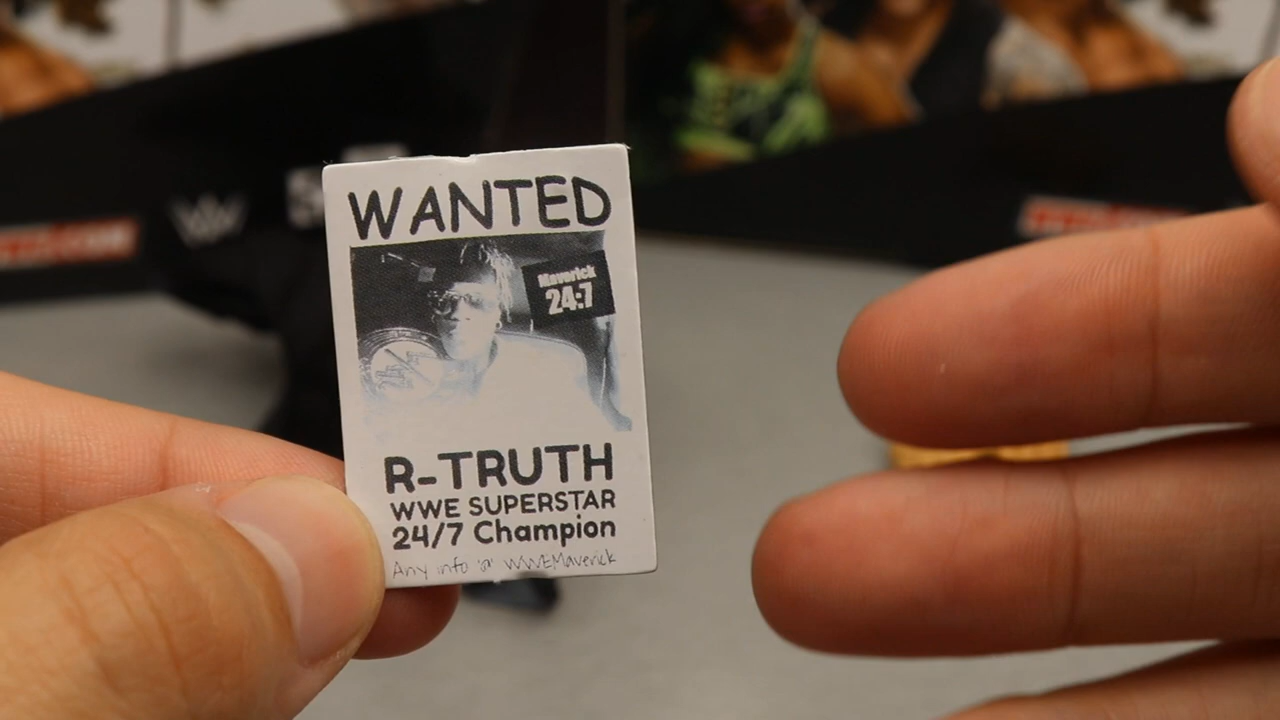 WANTED
Maverick
24:7
R-TRUTH
WWE SUPERSTAR
24/7 Champion
Any info '@' WWEMaverick